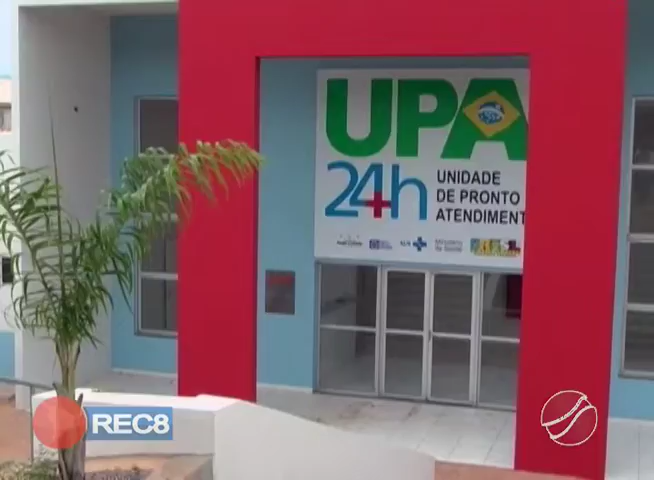 UPA
24h
UNIDADE
DE PRONTO
ATENDIMENT
REC8